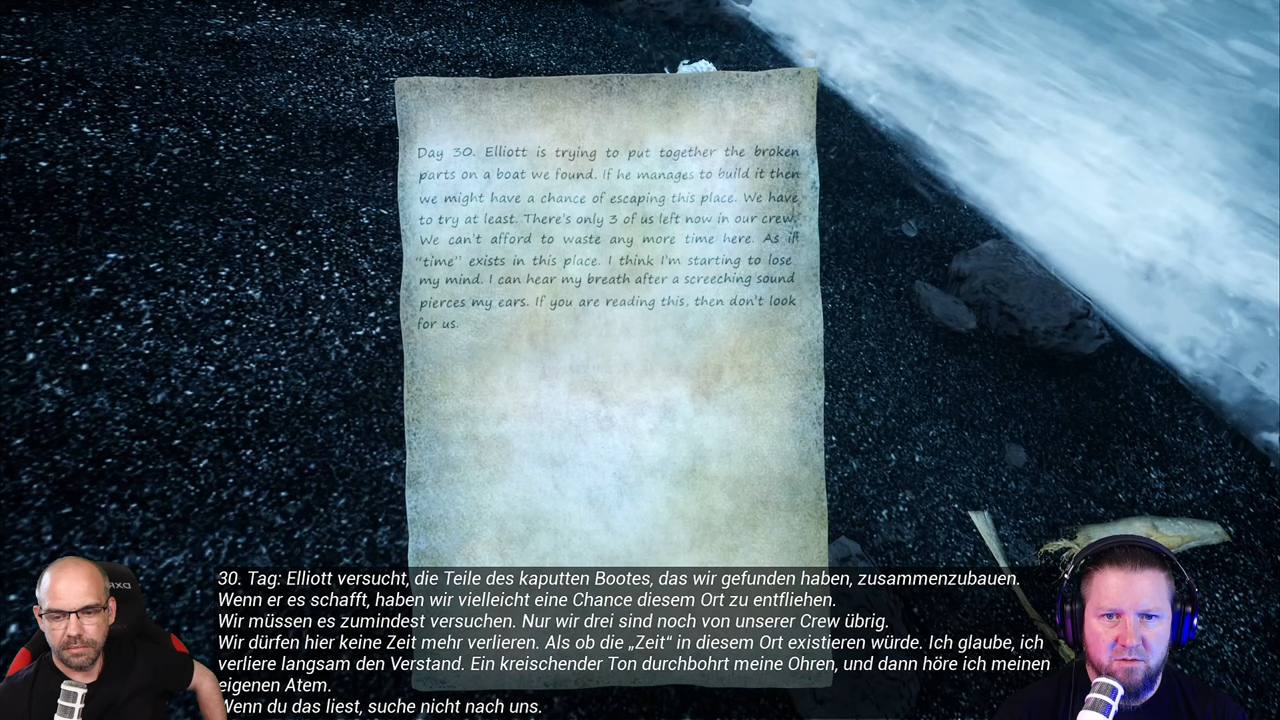 Day 30. Elliott is trying to put together the broken
parts on a boat we found. If he manages to build it then
we might have a chance of escaping this place. We have
to try at least. There's only 3 of us left now in our crew.
We can't afford to waste any more time here. As if
"time" exists in this place. I think I'm starting to lose
my mind. I can hear my breath after a screeching sound
pierces my ears. If you are reading this, then don't look
for us.
30. Tag: Elliott versucht, die Teile des kaputten Bootes, das wir gefunden haben, zusammenzubauen.
Wenn er es schafft, haben wir vielleicht eine Chance diesem Ort zu entfliehen.
Wir müssen es zumindest versuchen. Nur wir drei sind noch von unserer Crew übrig.
Wir dürfen hier keine Zeit mehr verlieren. Als ob die „Zeit“ in diesem Ort existieren würde. Ich glaube, ich
verliere langsam den Verstand. Ein kreischender Ton durchbohrt meine Ohren, und dann höre ich meinen
eigenen Atem.
Wenn du das liest, suche nicht nach uns.